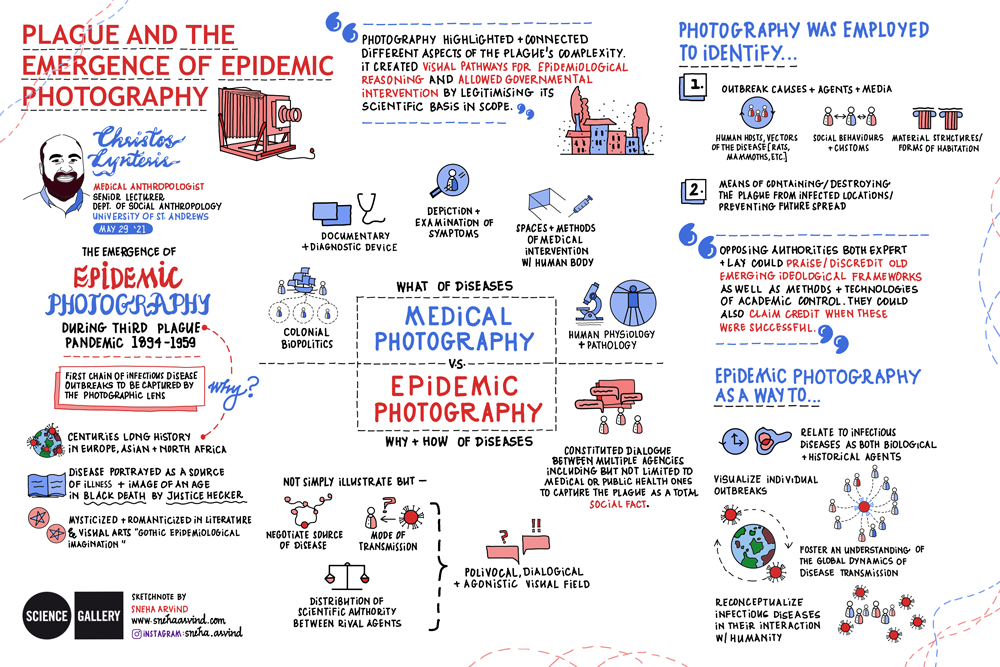 PLAGUE AND THE
EMERGENCE OF EPIDEMIC
PHOTOGRAPHY
Christos
Lynteris
MEDICAL ANTHROPOLOGIST
SENIOR LECTURER
DEPT. OF SOCIAL ANTHROPOLOGY
UNIVERSITY OF ST. ANDREWS
MAY 29 '21
THE EMERGENCE OF
EPIDEMIC
PHOTOGRAPHY
DURING THIRD PLAGUE
PANDEMIC 1994-1959
FIRST CHAIN OF INFECTIOUS DISEASE
OUTBREAKS TO BE CAPTURED BY
THE PHOTOGRAPHIC LENS
Why?
CENTURIES LONG HISTORY
IN EUROPE, ASIAN + NORTH AFRICA
DISEASE PORTRAYED AS A SOURCE
OF ILLNESS + IMAGE OF AN AGE
IN BLACK DEATH BY JUSTICE HECKER
MYSTICIZED + ROMANTICIZED IN LITERATURE
& VISUAL ARTS "GOTHIC EPIDEMIOLOGICAL
IMAGINATION"
SCIENCE
GALLERY
SKETCHNOTE BY
SNEHA ARVIND
www.snehaarvind.com
INSTAGRAM: sneha.arvind
PHOTOGRAPHY HIGHLIGHTED + CONNECTED
DIFFERENT ASPECTS OF THE PLAGUE'S COMPLEXITY.
IT CREATED VISUAL PATHWAYS FOR EPIDEMIOLOGICAL
REASONING AND ALLOWED GOVERNMENTAL
INTERVENTION BY LEGITIMISING ITS
SCIENTIFIC BASIS IN SCOPE.
DOCUMENTARY
+ DIAGNOSTIC DEVICE
DEPICTION +
EXAMINATION OF
SYMPTOMS
SPACES + METHODS
OF MEDICAL
INTERVENTION
W/ HUMAN BODY
COLONIAL
BIOPOLITICS
WHAT OF DISEASES
MEDICAL
PHOTOGRAPHY
V.S.
EPIDEMIC
PHOTOGRAPHY
WHY + HOW OF DISEASES
HUMAN PHYSIOLOGY
+ PATHOLOGY
CONSTITUTED DIALOGUE
BETWEEN MULTIPLE AGENCIES
INCLUDING BUT NOT LIMITED TO
MEDICAL OR PUBLIC HEALTH ONES
TO CAPTURE THE PLAGUE AS A TOTAL
SOCIAL FACT.
NOT SIMPLY ILLUSTRATE BUT —
NEGOTIATE SOURCE
OF DISEASE
?
MODE OF
TRANSMISSION
DISTRIBUTION OF
SCIENTIFIC AUTHORITY
BETWEEN RIVAL AGENTS
? !!
POLIVOCAL, DIALOGICAL
+ AGONISTIC VISUAL FIELD
PHOTOGRAPHY WAS EMPLOYED
TO IDENTIFY...
1.
OUTBREAK CAUSES + AGENTS + MEDIA
HUMAN HOSTS, VECTORS
OF THE DISEASE [RATS,
MAMMOTHS, ETC.]
SOCIAL BEHAVIOURS
+ CUSTOMS
MATERIAL STRUCTURES/
FORMS OF HABITATION
2.
MEANS OF CONTAINING/DESTROYING
THE PLAGUE FROM INFECTED LOCATIONS/
PREVENTING FUTURE SPREAD
OPPOSING AUTHORITIES BOTH EXPERT
+ LAY COULD PRAISE/DISCREDIT OLD
EMERGING IDEOLOGICAL FRAMEWORKS
AS WELL AS METHODS + TECHNOLOGIES
OF ACADEMIC CONTROL. THEY COULD
ALSO CLAIM CREDIT WHEN THESE
WERE SUCCESSFUL.
EPIDEMIC PHOTOGRAPHY
AS A WAY TO...
RELATE TO INFECTIOUS
DISEASES AS BOTH BIOLOGICAL
+ HISTORICAL AGENTS
VISUALIZE INDIVIDUAL
OUTBREAKS
FOSTER AN UNDERSTANDING OF
THE GLOBAL DYNAMICS OF
DISEASE TRANSMISSION
RECONCEPTUALIZE
INFECTIOUS DISEASES
IN THEIR INTERACTION
W/ HUMANITY